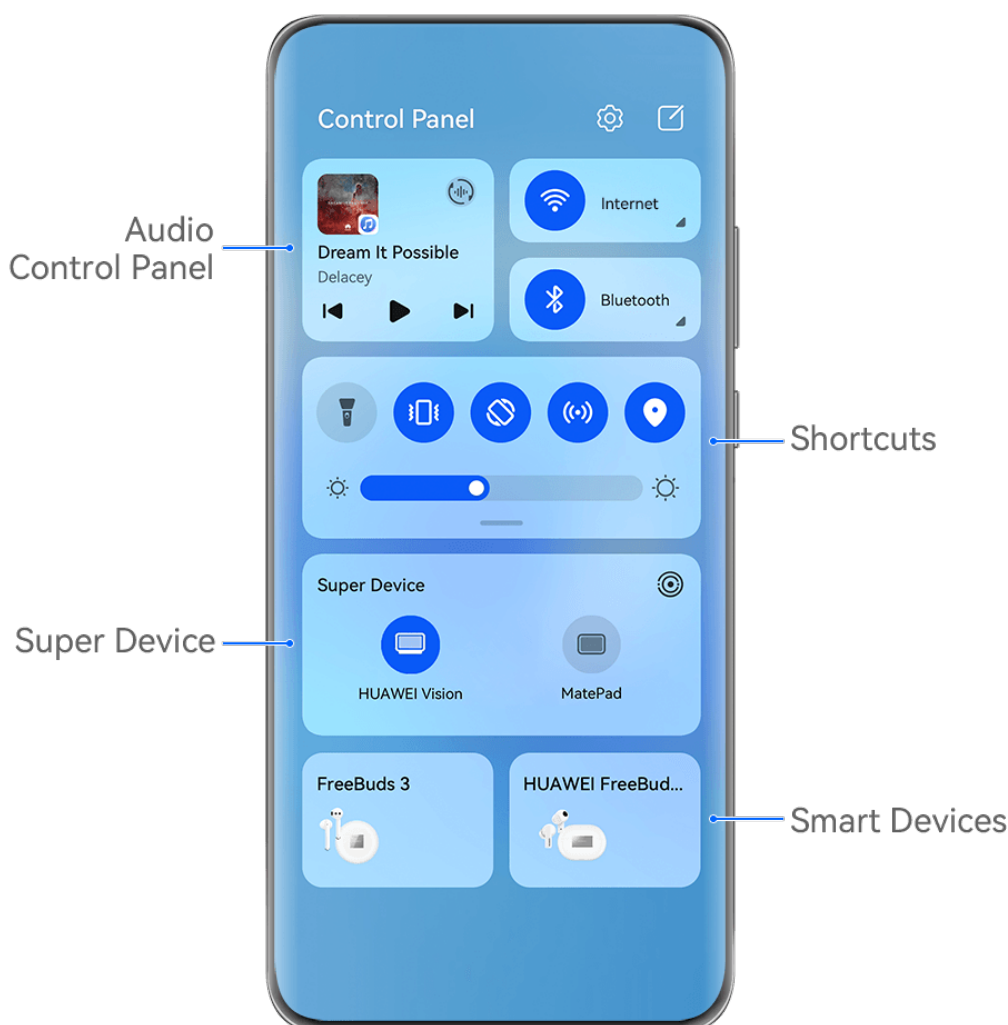 Control Panel
Audio
Control Panel
Dream It Possible
Delacey
Internet
Bluetooth
Shortcuts
Super Device
Super Device
HUAWEI Vision
MatePad
FreeBuds 3
HUAWEI FreeBud...
Smart Devices